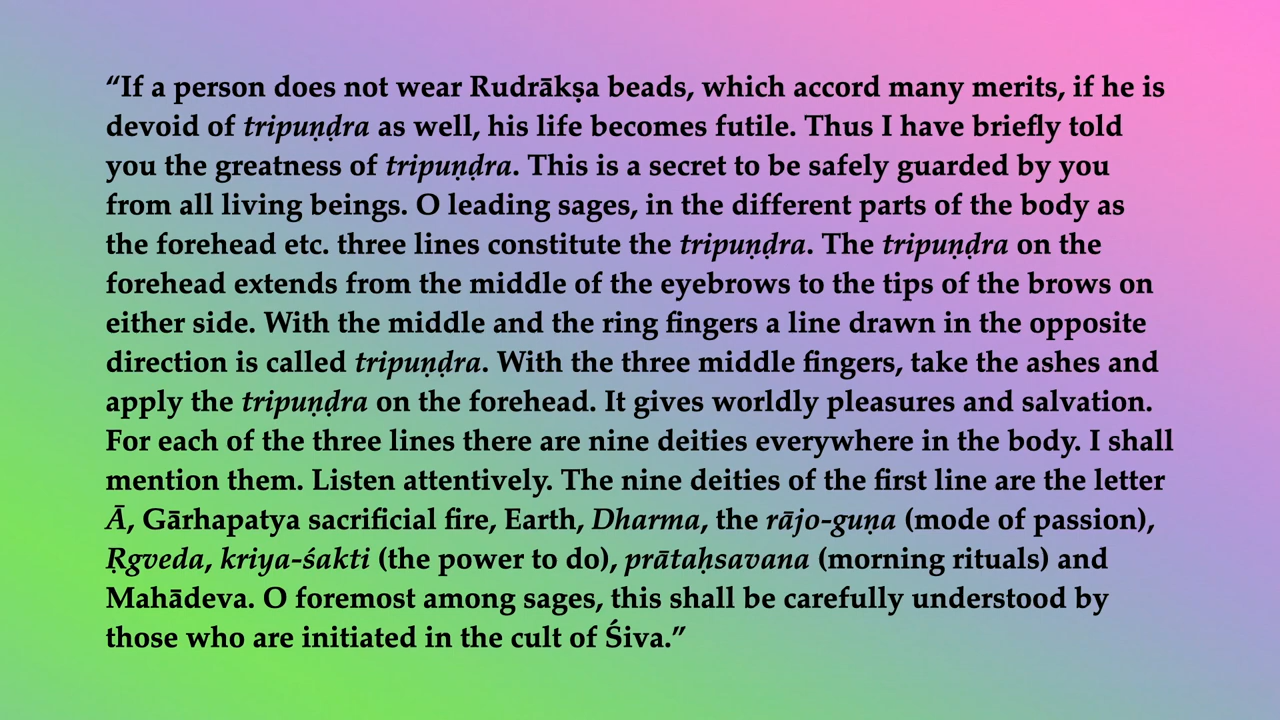 “If a person does not wear Rudrākṣa beads, which accord many merits, if he is
devoid of tripuṇḍra as well, his life becomes futile. Thus I have briefly told
you the greatness of tripuṇḍra. This is a secret to be safely guarded by you
from all living beings. O leading sages, in the different parts of the body as
the forehead etc. three lines constitute the tripuṇḍra. The tripuṇḍra on the
forehead extends from the middle of the eyebrows to the tips of the brows on
either side. With the middle and the ring fingers a line drawn in the opposite
direction is called tripuṇḍra. With the three middle fingers, take the ashes and
apply the tripuṇḍra on the forehead. It gives worldly pleasures and salvation.
For each of the three lines there are nine deities everywhere in the body. I shall
mention them. Listen attentively. The nine deities of the first line are the letter
Ā, Gārhapatya sacrificial fire, Earth, Dharma, the rājo-guṇa (mode of passion),
Ṛgveda, kriya-śakti (the power to do), prātaḥsavana (morning rituals) and
Mahādeva. O foremost among sages, this shall be carefully understood by
those who are initiated in the cult of Śiva.”